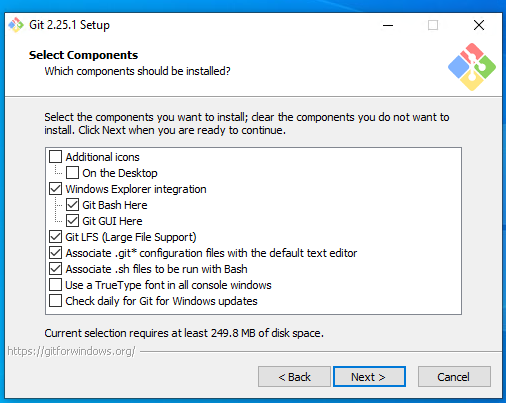 Git 2.25.1 Setup
Select Components
Which components should be installed?
Select the components you want to install; clear the components you do not want to
install. Click Next when you are ready to continue.
Additional icons
On the Desktop
Windows Explorer integration
Git Bash Here
Git GUI Here
Git LFS (Large File Support)
Associate .git* configuration files with the default text editor
Associate .sh files to be run with Bash
Use a TrueType font in all console windows
Check daily for Git for Windows updates
Current selection requires at least 249.8 MB of disk space.
https://gitforwindows.org/
< Back
Next >
Cancel